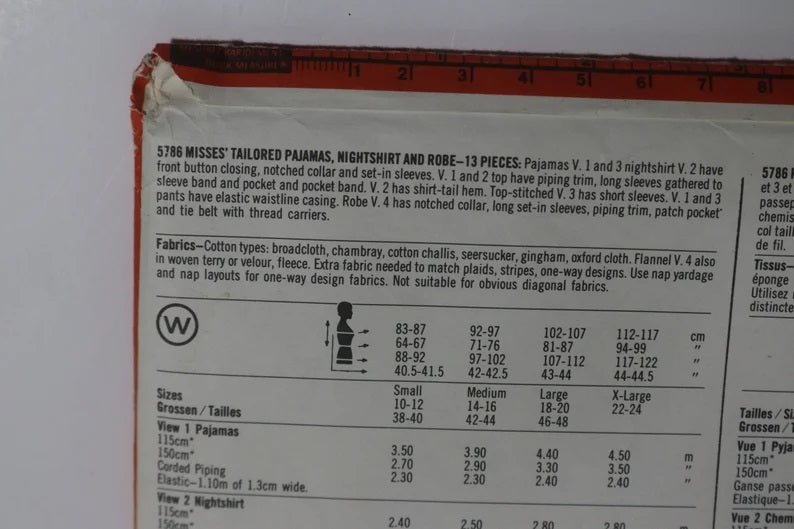 1 2 3 4 5 6 7 8
5786 MISSES' TAILORED PAJAMAS, NIGHTSHIRT AND ROBE—13 PIECES: Pajamas V. 1 and 3 nightshirt V. 2 have
front button closing, notched collar and set-in sleeves. V. 1 and 2 top have piping trim, long sleeves gathered to
sleeve band and pocket and pocket band. V. 2 has shirt-tail hem. Top-stitched V. 3 has short sleeves. V. 1 and 3
pants have elastic waistline casing. Robe V. 4 has notched collar, long set-in sleeves, piping trim, patch pocket
and tie belt with thread carriers.
Fabrics—Cotton types: broadcloth, chambray, cotton challis, seersucker, gingham, oxford cloth. Flannel V. 4 also
in woven terry or velour, fleece. Extra fabric needed to match plaids, stripes, one-way designs. Use nap yardage
and nap layouts for one-way design fabrics. Not suitable for obvious diagonal fabrics.
W
83-87 92-97 102-107 112-117 cm
64-67 71-76 81-87 94-99 "
88-92 97-102 107-112 117-122 "
40.5-41.5 42-42.5 43-44 44-44.5 "
Sizes Small Medium Large X-Large
Grossen/Tailles 10-12 14-16 18-20 22-24
38-40 42-44 46-48
View 1 Pajamas
115cm* 3.50 3.90 4.40 4.50 m
150cm* 2.70 2.90 3.30 3.50 "
Corded Piping 2.30 2.30 2.40 2.40 "
Elastic—1.10m of 1.3cm wide.
View 2 Nightshirt
115cm* 2.40 2.50 2.80 2.80
150cm*
5786
et 3 et
passep
chemis
col taill
de fil.
Tissus—
éponge
Utilisez
distincte
Tailles/Si
Grossen/T
Vue 1 Pyja
115cm*
150cm*
Ganse pass
Elastique—1.
Vue 2 Chem